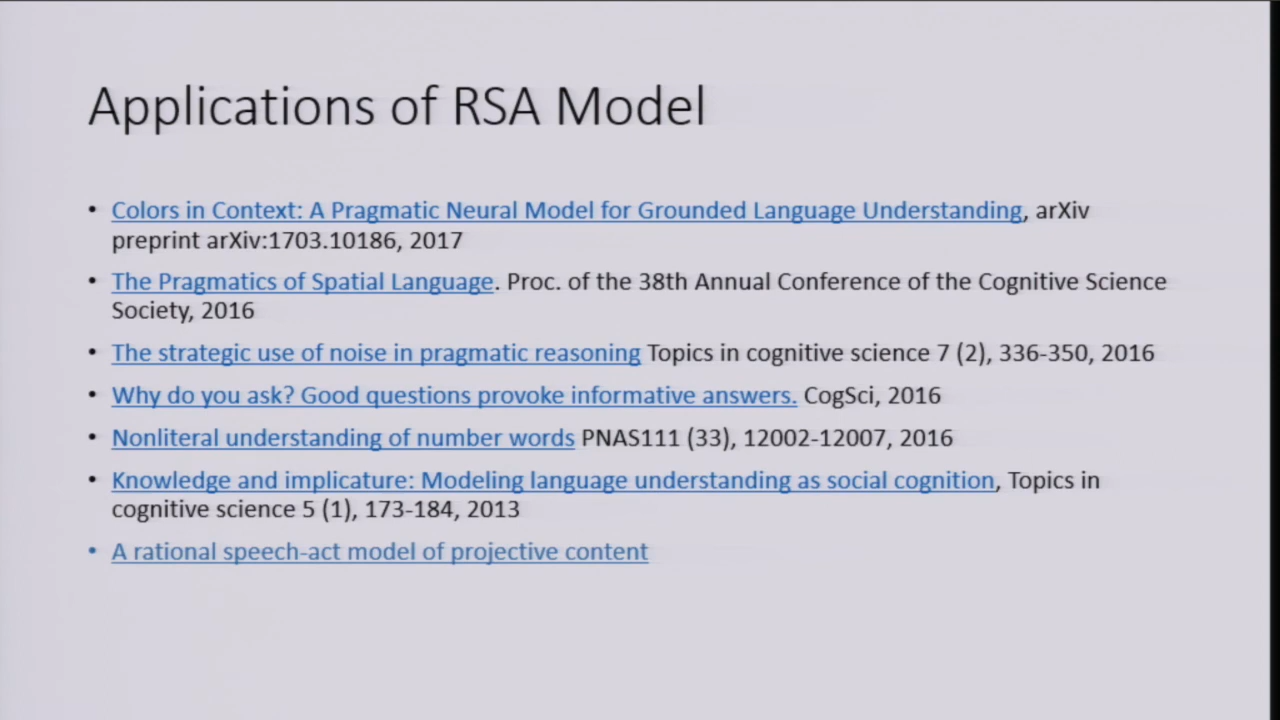 Applications of RSA Model
• Colors in Context: A Pragmatic Neural Model for Grounded Language Understanding, arXiv
preprint arXiv:1703.10186, 2017
• The Pragmatics of Spatial Language. Proc. of the 38th Annual Conference of the Cognitive Science
Society, 2016
• The strategic use of noise in pragmatic reasoning Topics in cognitive science 7 (2), 336-350, 2016
• Why do you ask? Good questions provoke informative answers. CogSci, 2016
• Nonliteral understanding of number words PNAS111 (33), 12002-12007, 2016
• Knowledge and implicature: Modeling language understanding as social cognition, Topics in
cognitive science 5 (1), 173-184, 2013
• A rational speech-act model of projective content